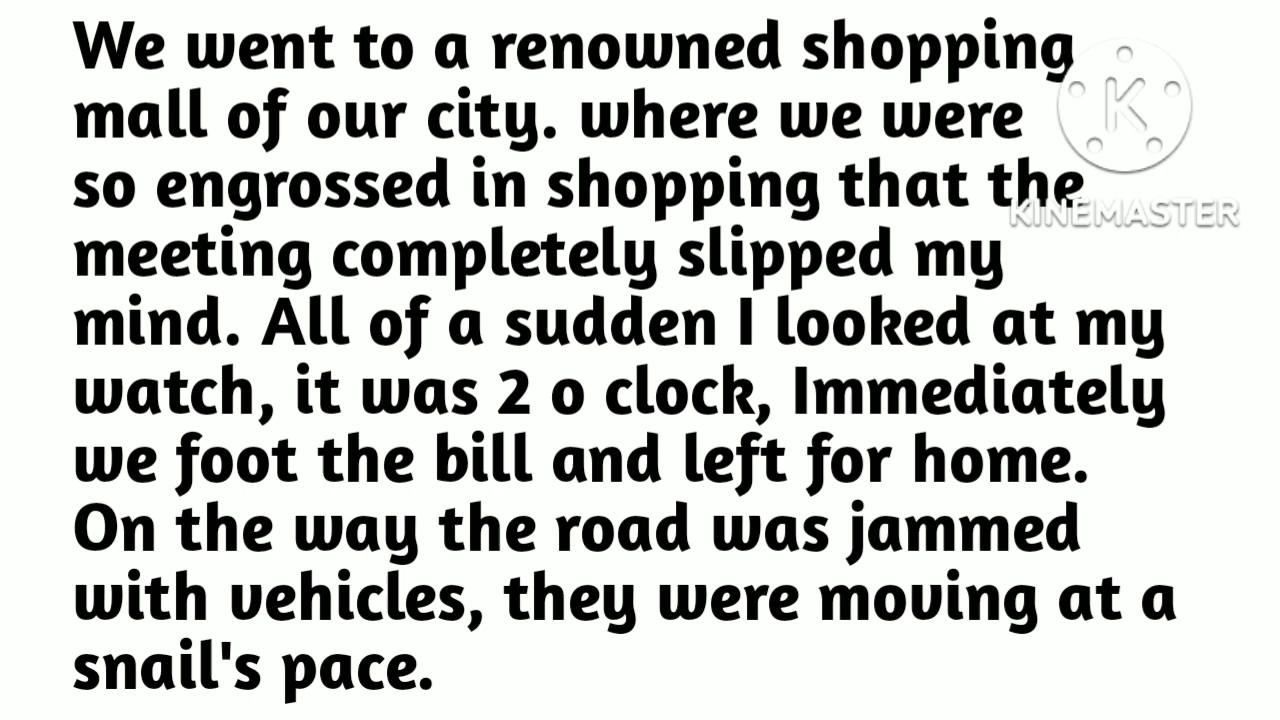 We went to a renowned shopping
mall of our city. where we were
so engrossed in shopping that the
meeting completely slipped my
mind. All of a sudden I looked at my
watch, it was 2 o clock, Immediately
we foot the bill and left for home.
On the way the road was jammed
with vehicles, they were moving at a
snail's pace.
K
KINEMASTER